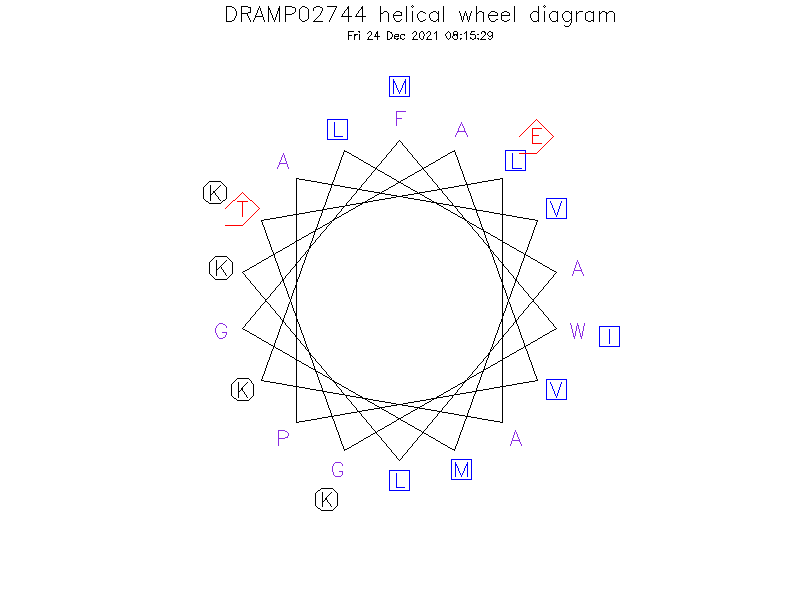 DRAMP02744 helical wheel diagram
Fri 24 Dec 2021 08:15:29
M
F
L
A
E
A
L
K
T
V
K
A
G
W
I
K
V
P
A
G
M
L
K